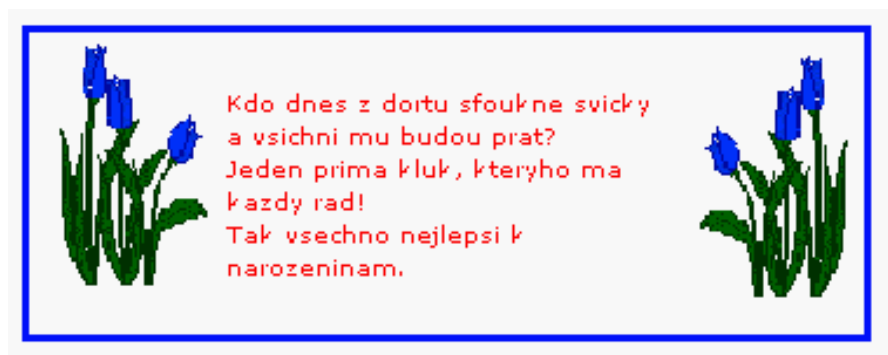 Kdo dnes z dortu sfoukne svicky
a vsichni mu budou prat?
Jeden prima kluk, kteryho ma
kazdy rad!
Tak vsechno nejlepsi k
narozeninam.